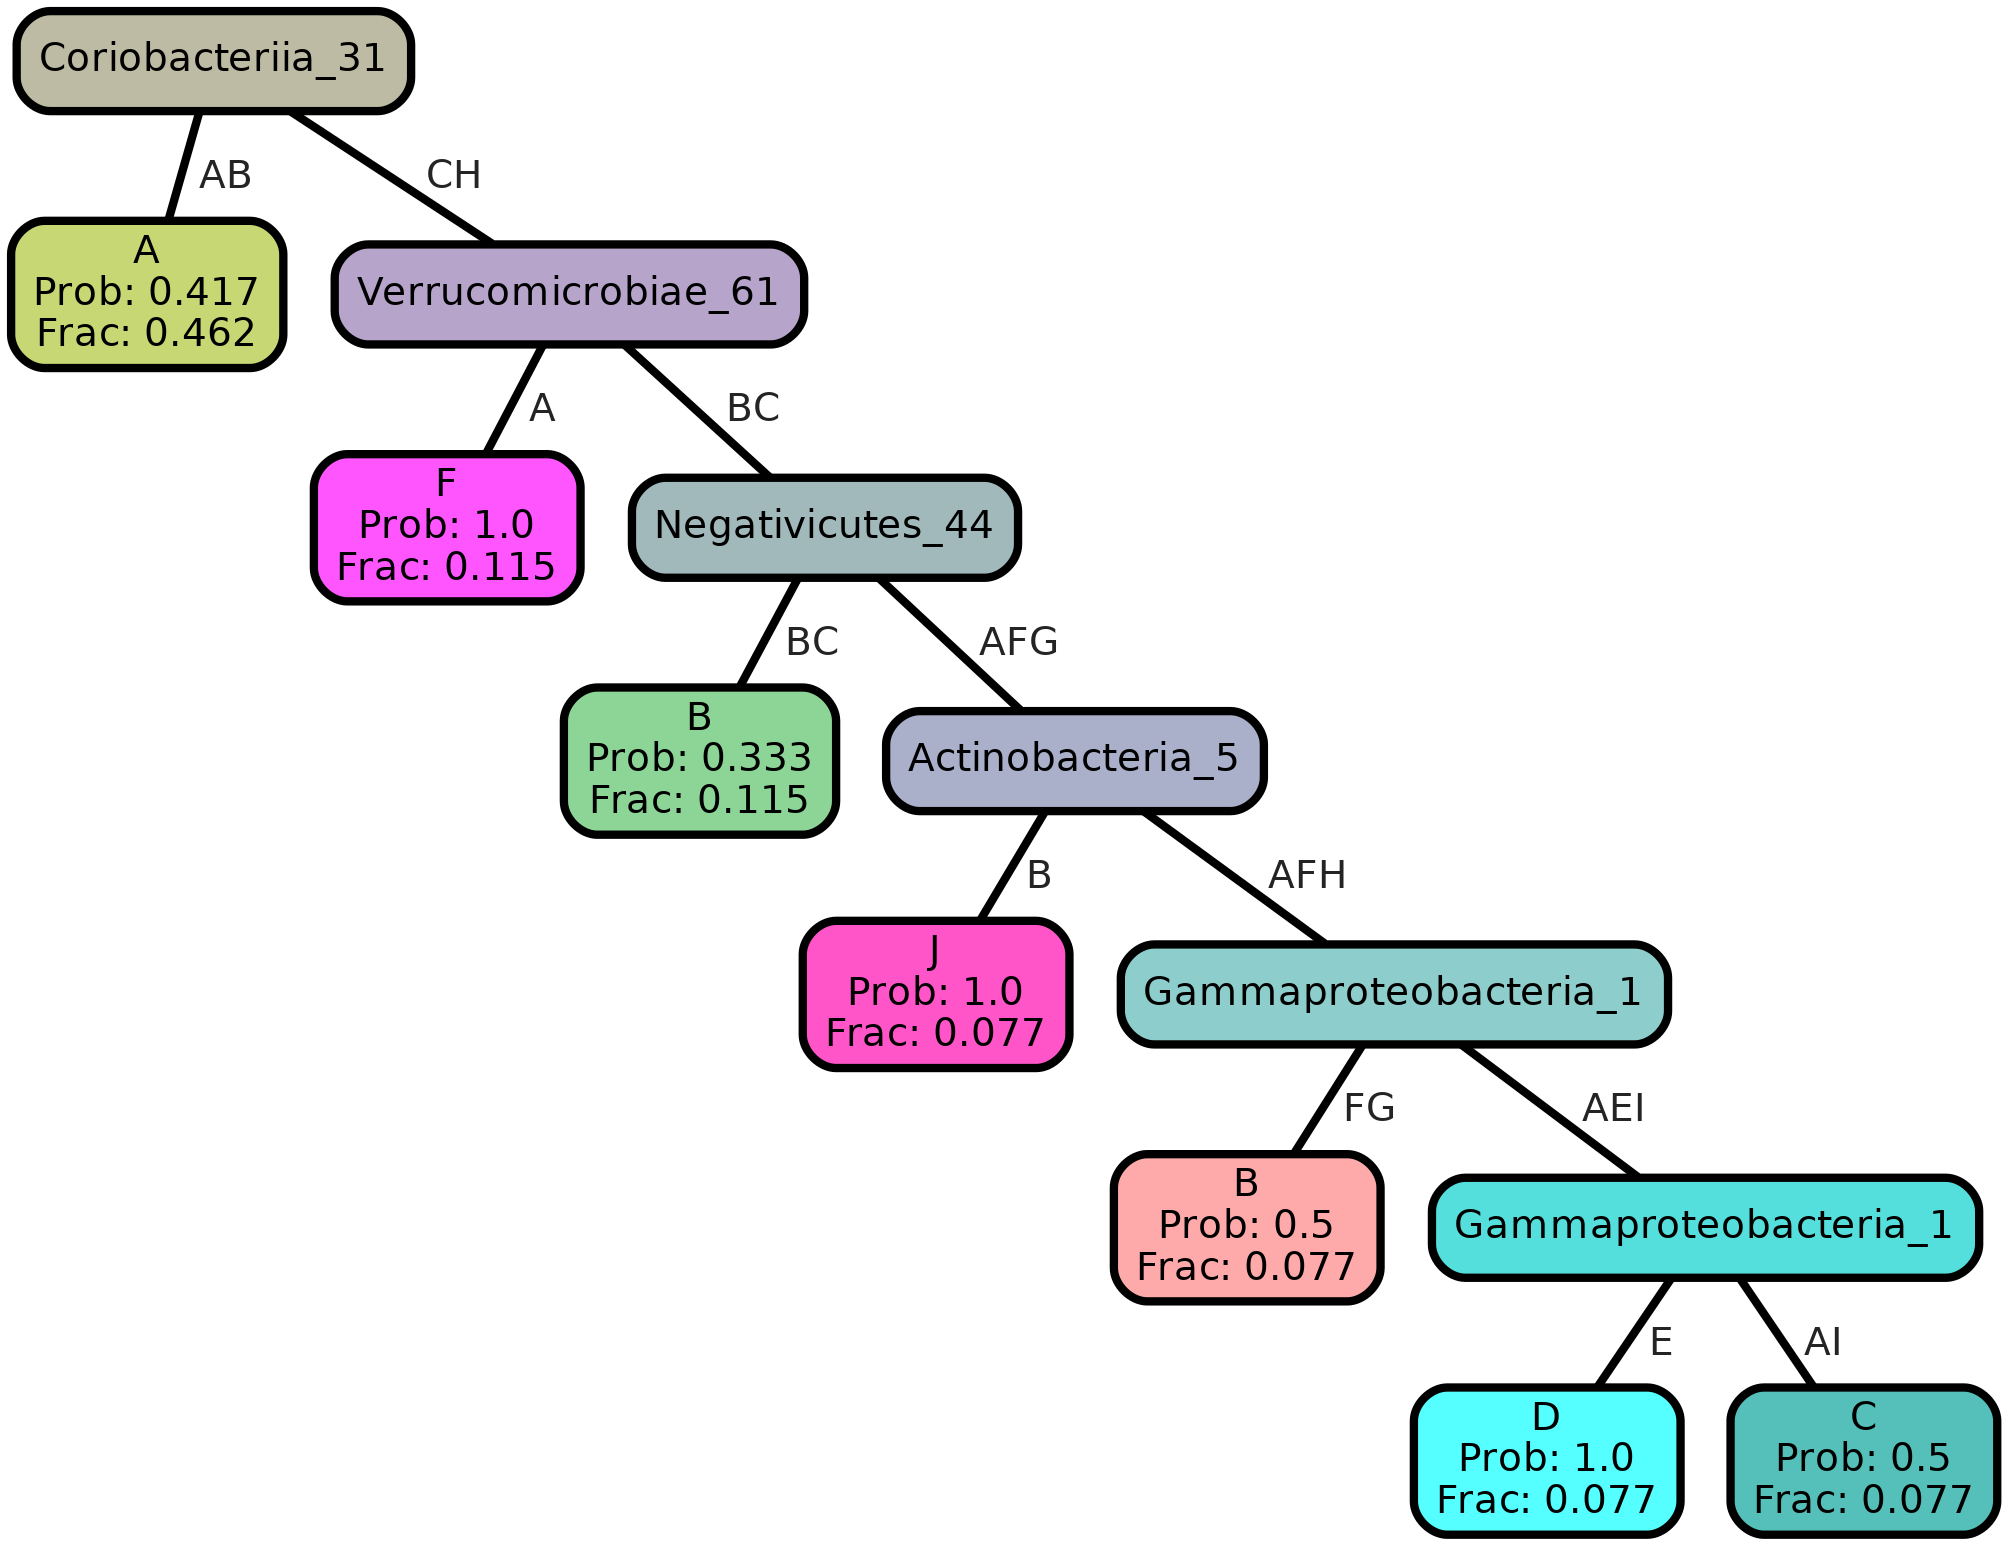 Coriobacteriia_31
AB
CH
A
Prob: 0.417
Frac: 0.462
Verrucomicrobiae_61
A
BC
F
Prob: 1.0
Frac: 0.115
Negativicutes_44
BC
AFG
B
Prob: 0.333
Frac: 0.115
Actinobacteria_5
B
AFH
J
Prob: 1.0
Frac: 0.077
Gammaproteobacteria_1
FG
AEI
B
Prob: 0.5
Frac: 0.077
Gammaproteobacteria_1
E
AI
D
Prob: 1.0
Frac: 0.077
C
Prob: 0.5
Frac: 0.077